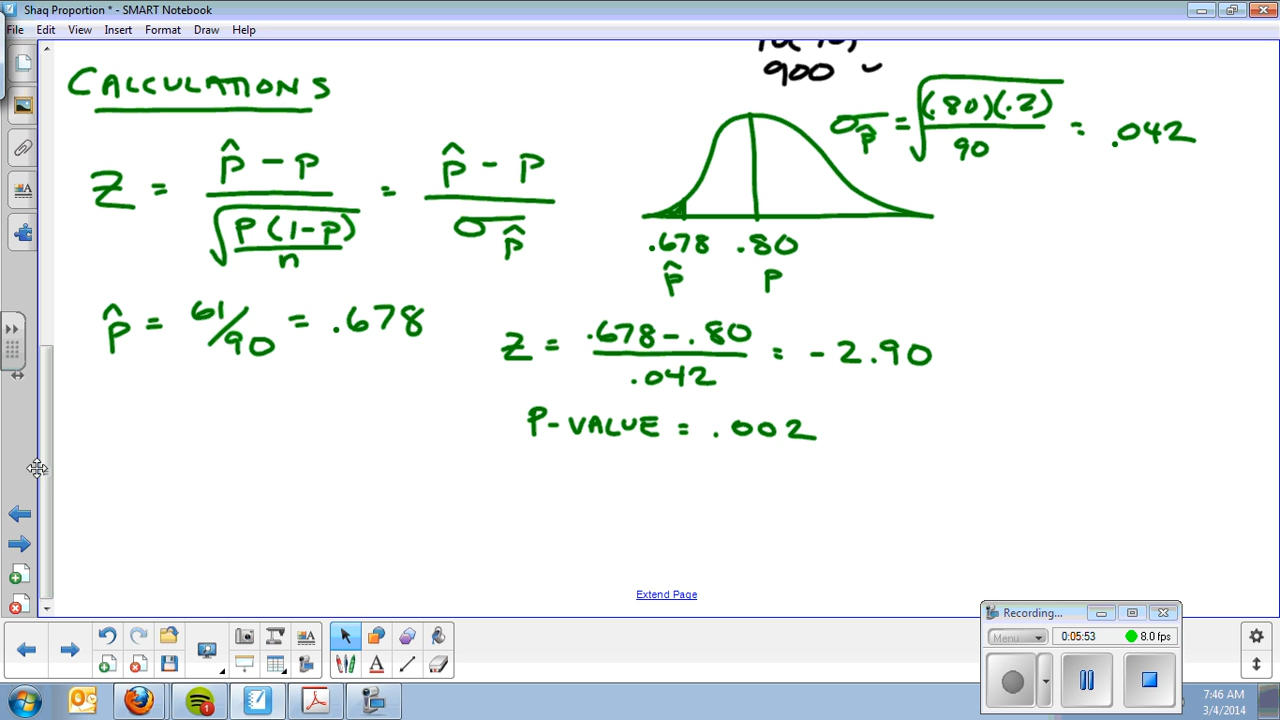 Shaq Proportion * - SMART Notebook
File Edit View Insert Format Draw Help
900
CALCULATIONS
Z = p̂ - p / √(p(1-p)/n) = p̂ - p / σp̂
σp̂ = √((.80)(.2)/90) = .042
.678 .80
p̂ p
p̂ = 61/90 = .678
Z = .678 - .80 / .042 = -2.90
P-VALUE = .002
Extend Page
Recording...
Menu 0:05:53 8.0 fps
7:46 AM
3/4/2014